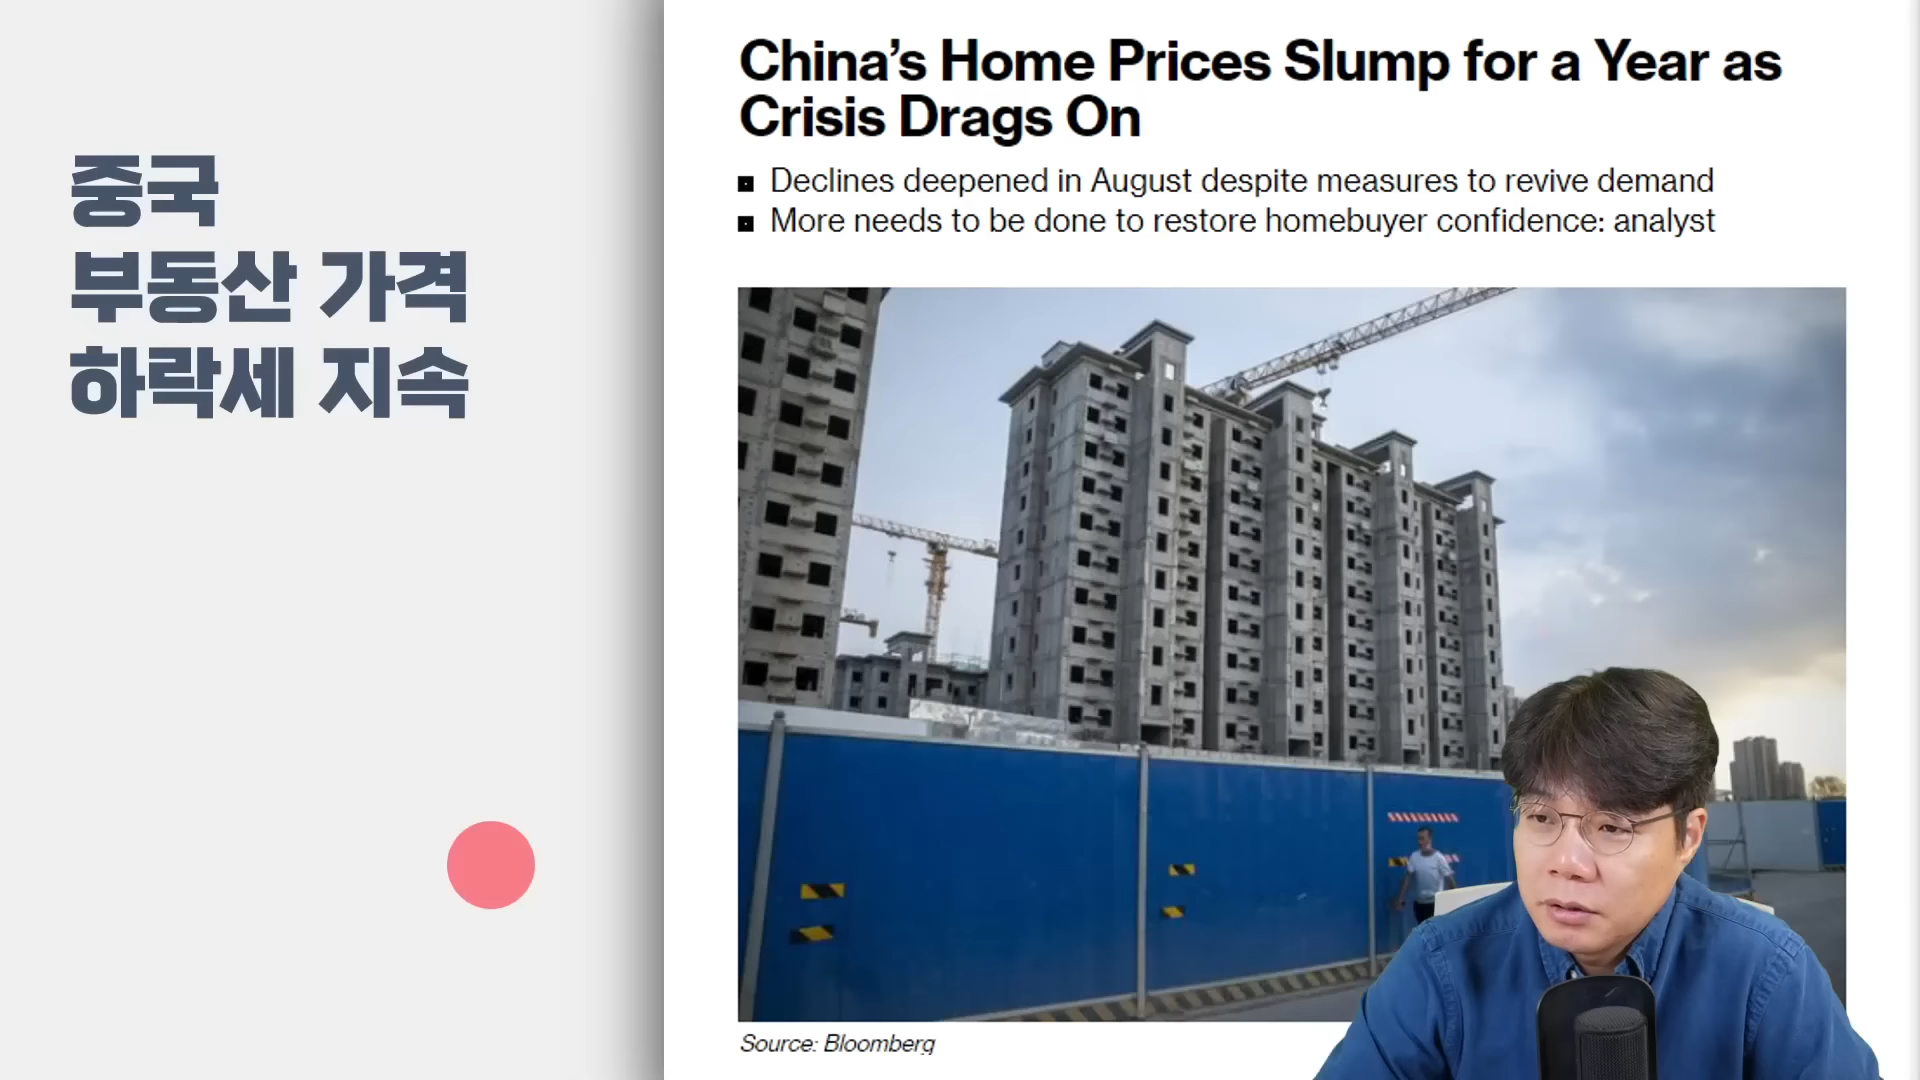 중국
부동산 가격
하락세 지속
China’s Home Prices Slump for a Year as
Crisis Drags On
Declines deepened in August despite measures to revive demand
More needs to be done to restore homebuyer confidence: analyst
Source: Bloomberg